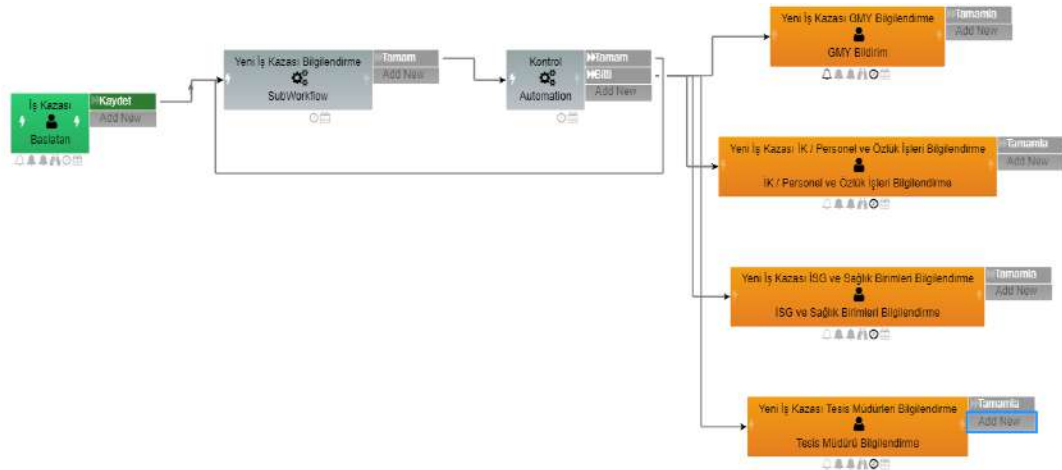 İş Kazası
Başlatan
Kaydet
Add New
Yeni İş Kazası Bilgilendirme
SubWorkflow
Tamam
Add New
Kontrol
Automation
Tamam
Bitti
Add New
Yeni İş Kazası GMY Bilgilendirme
GMY Bildirim
Tamamla
Add New
Yeni İş Kazası İK / Personel ve Özlük İşleri Bilgilendirme
İK / Personel ve Özlük İşleri Bilgilendirme
Tamamla
Add New
Yeni İş Kazası İSG ve Sağlık Birimleri Bilgilendirme
İSG ve Sağlık Birimleri Bilgilendirme
Tamamla
Add New
Yeni İş Kazası Tesis Müdürleri Bilgilendirme
Tesis Müdürü Bilgilendirme
Tamamla
Add New